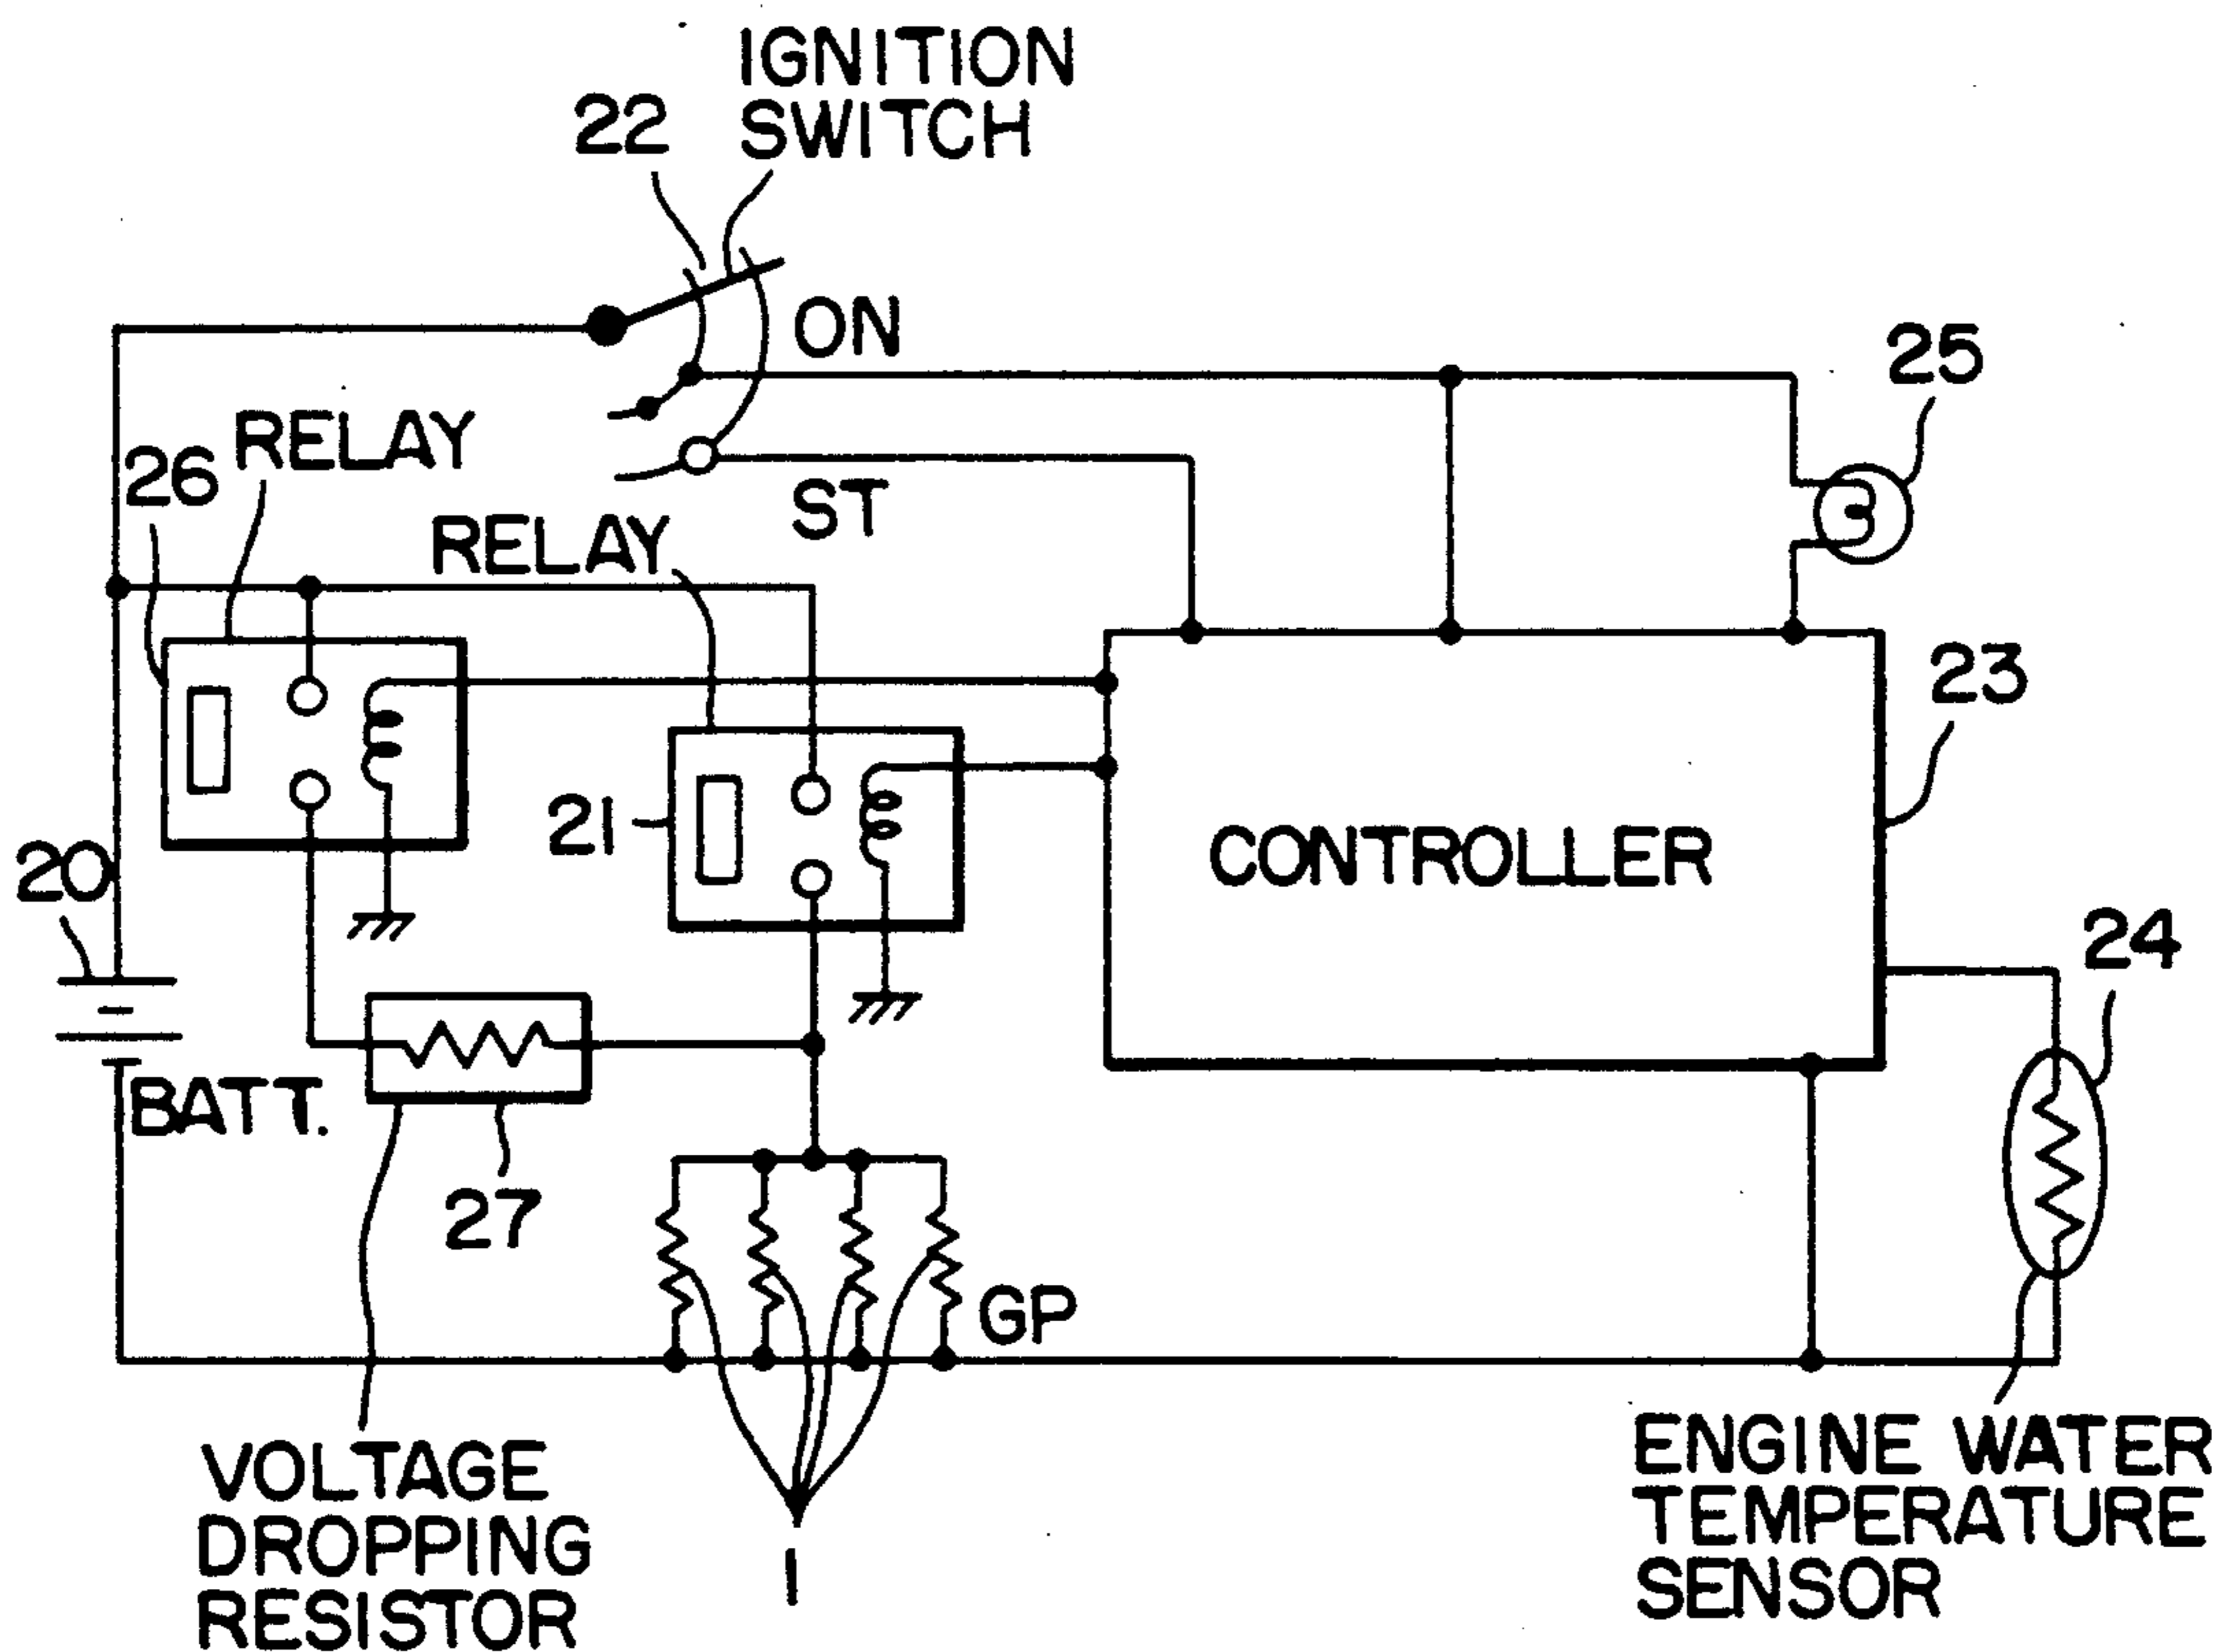 IGNITION
SWITCH
22
ON
25
RELAY
26
ST
RELAY
23
21
CONTROLLER
20
24
BATT.
27
GP
VOLTAGE
DROPPING
RESISTOR
1
ENGINE WATER
TEMPERATURE
SENSOR